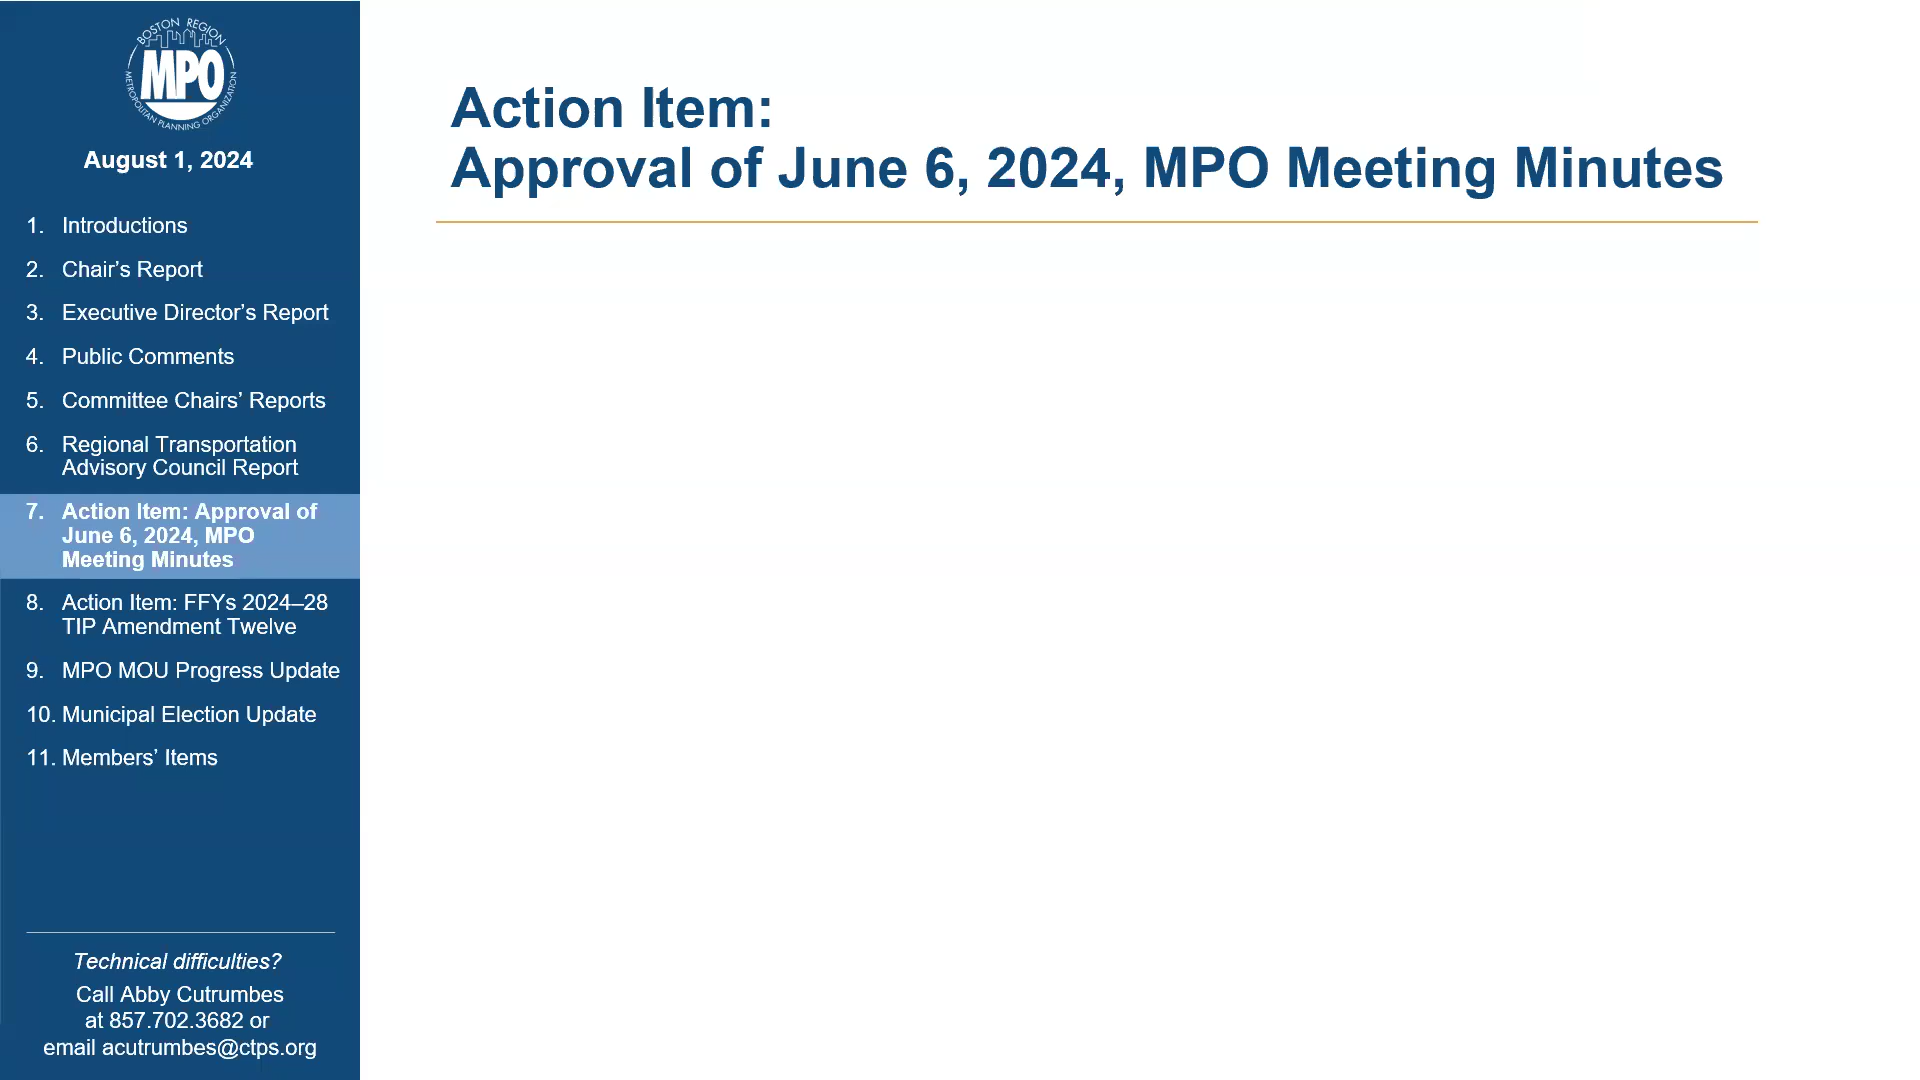 BOSTON REGION
MPO
METROPOLITAN PLANNING ORGANIZATION
August 1, 2024
1. Introductions
2. Chair’s Report
3. Executive Director’s Report
4. Public Comments
5. Committee Chairs’ Reports
6. Regional Transportation
Advisory Council Report
7. Action Item: Approval of
June 6, 2024, MPO
Meeting Minutes
8. Action Item: FFYs 2024–28
TIP Amendment Twelve
9. MPO MOU Progress Update
10. Municipal Election Update
11. Members’ Items
Technical difficulties?
Call Abby Cutrumbes
at 857.702.3682 or
email acutrumbes@ctps.org
Action Item:
Approval of June 6, 2024, MPO Meeting Minutes